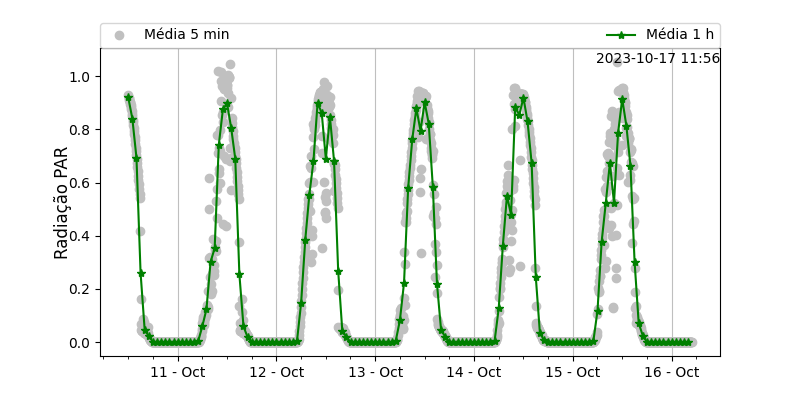 Média 5 min
Média 1 h
2023-10-17 11:56
Radiação PAR
1.0
0.8
0.6
0.4
0.2
0.0
11 - Oct
12 - Oct
13 - Oct
14 - Oct
15 - Oct
16 - Oct